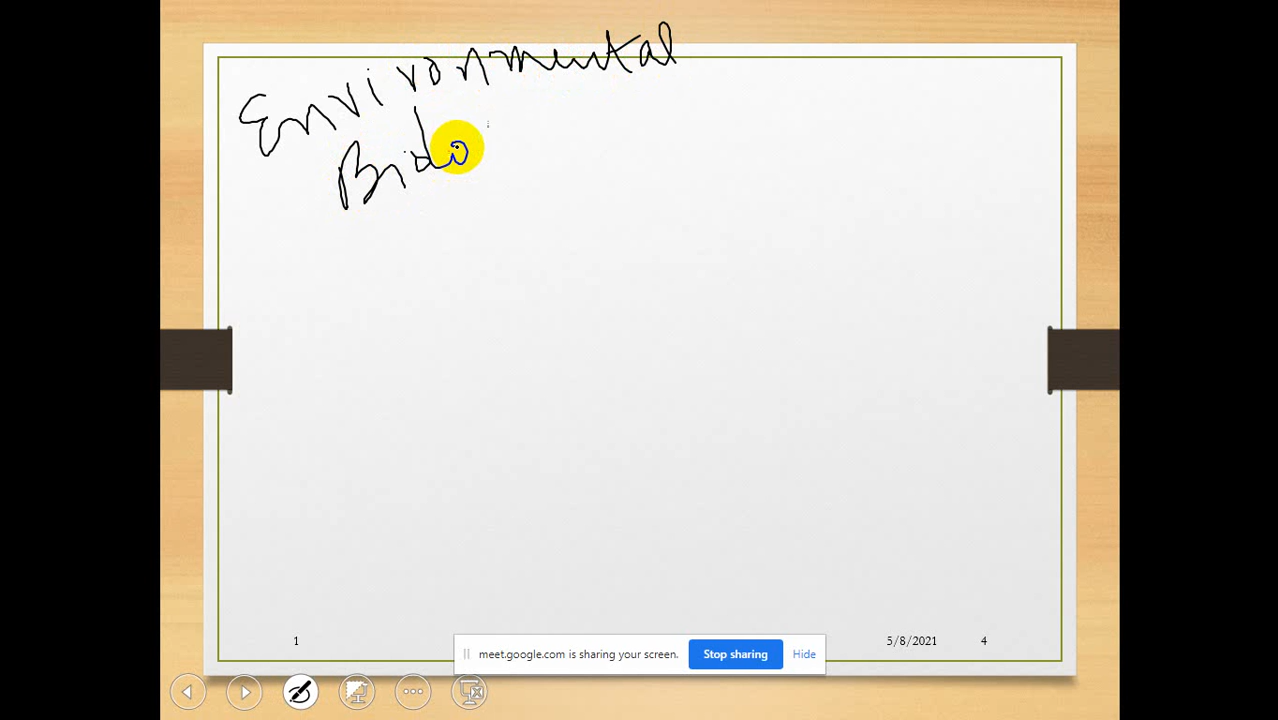 Environmental
1
5/8/2021
4
meet.google.com is sharing your screen.
Stop sharing
Hide